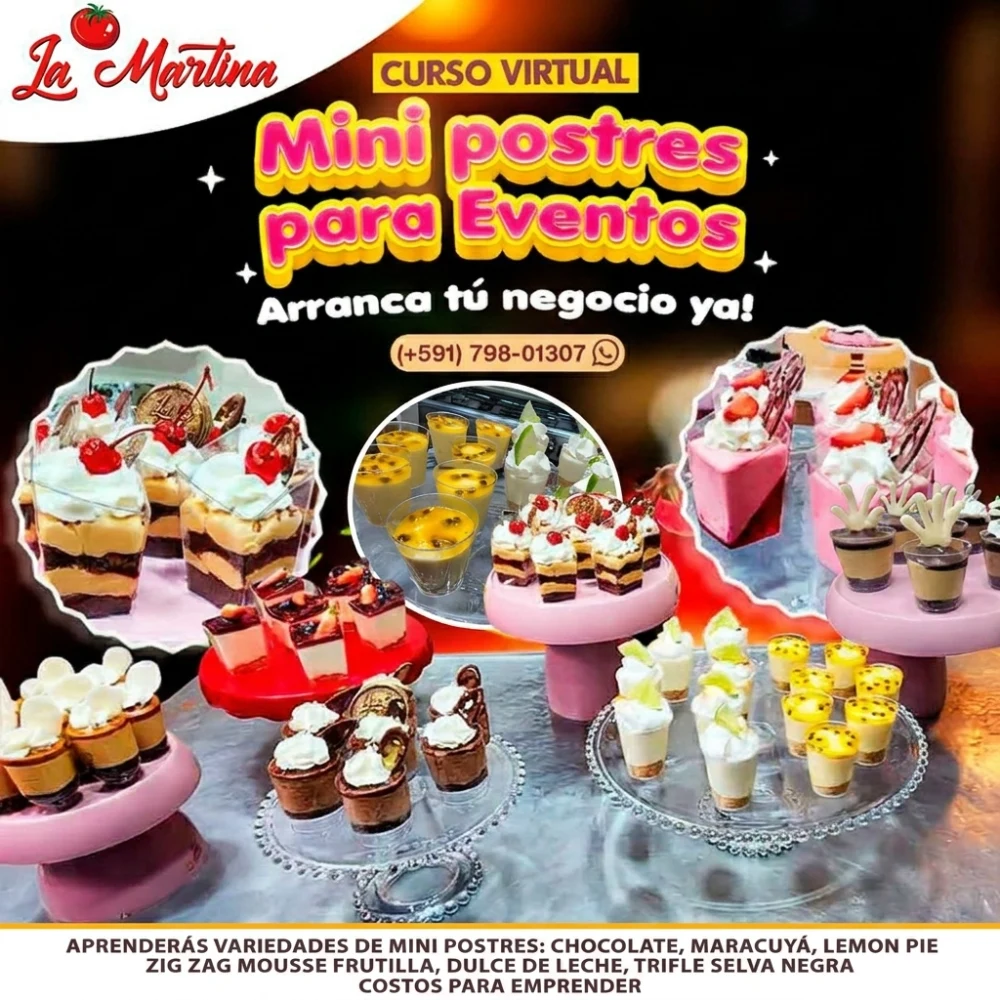 La Martina
CURSO VIRTUAL
Mini postres
para Eventos
Arranca tú negocio ya!
(+591) 798-01307
APRENDERÁS VARIEDADES DE MINI POSTRES: CHOCOLATE, MARACUYÁ, LEMON PIE
ZIG ZAG MOUSSE FRUTILLA, DULCE DE LECHE, TRIFLE SELVA NEGRA
COSTOS PARA EMPRENDER